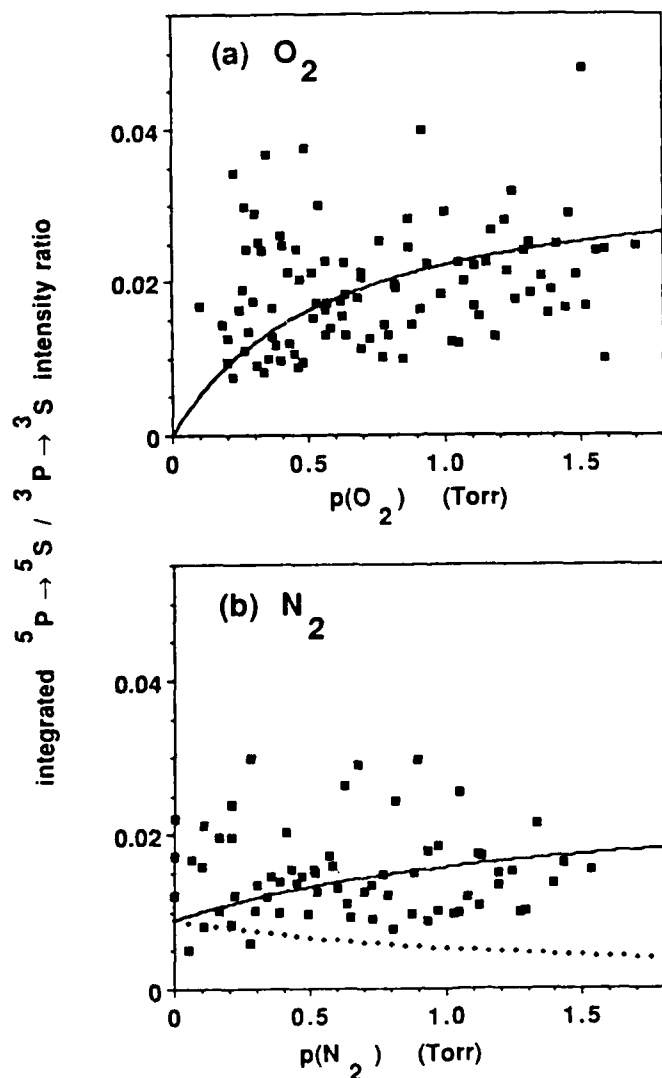 integrated ⁵P → ⁵S / ³P → ³S intensity ratio
(a) O₂
0.04
0.02
0
0 0.5 1.0 1.5
p(O₂) (Torr)
(b) N₂
0.04
0.02
0
0 0.5 1.0 1.5
p(N₂) (Torr)